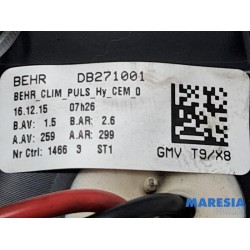 BEHR DB271001
BEHR_CLIM_PULS_Hy_CEM_0
16.12.15 07h26
B.AV: 1.5 B.AR: 2.6
A.AV: 259 A.AR: 299
Nr Ctrl: 1466 3 ST1
GMV T9/X8
MARESIA